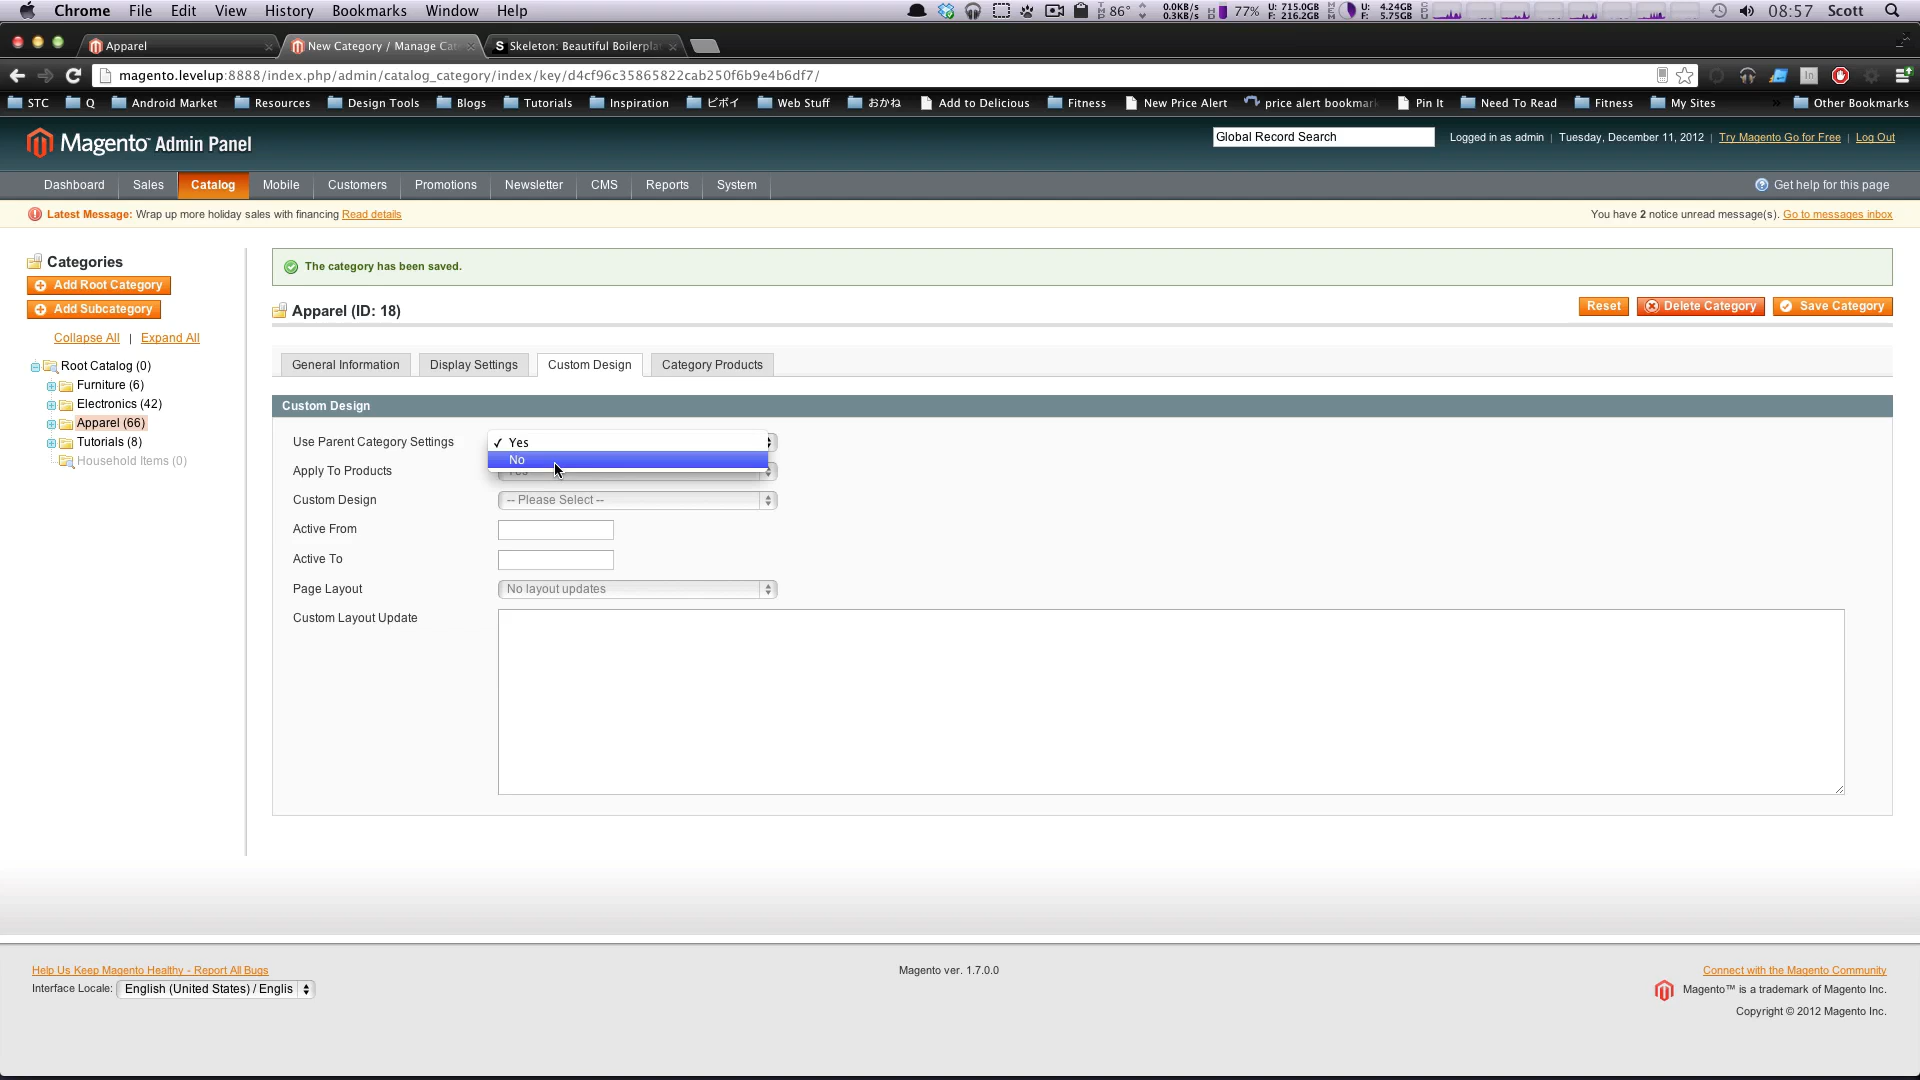 Chrome File Edit View History Bookmarks Window Help 86° 0.0KB/s 0.3KB/s 77% U: 715.0GB F: 216.2GB U: 4.24GB F: 5.75GB 08:57 Scott
Apparel New Category / Manage Cat Skeleton: Beautiful Boilerpla
magento.levelup:8888/index.php/admin/catalog_category/index/key/d4cf96c35865822cab250f6b9e4b6df7/
STC Q Android Market Resources Design Tools Blogs Tutorials Inspiration ビボイ Web Stuff おかね Add to Delicious Fitness New Price Alert price alert bookmark Pin It Need To Read Fitness My Sites » Other Bookmarks
Magento Admin Panel Global Record Search Logged in as admin | Tuesday, December 11, 2012 | Try Magento Go for Free | Log Out
Dashboard Sales Catalog Mobile Customers Promotions Newsletter CMS Reports System Get help for this page
Latest Message: Wrap up more holiday sales with financing Read details You have 2 notice unread message(s). Go to messages inbox
Categories
Add Root Category
Add Subcategory
Collapse All | Expand All
Root Catalog (0)
Furniture (6)
Electronics (42)
Apparel (66)
Tutorials (8)
Household Items (0)
The category has been saved.
Apparel (ID: 18) Reset Delete Category Save Category
General Information Display Settings Custom Design Category Products
Custom Design
Use Parent Category Settings ✓ Yes
No
Apply To Products Yes
Custom Design -- Please Select --
Active From
Active To
Page Layout No layout updates
Custom Layout Update
Help Us Keep Magento Healthy - Report All Bugs Magento ver. 1.7.0.0 Connect with the Magento Community
Interface Locale: English (United States) / Englis Magento™ is a trademark of Magento Inc.
Copyright © 2012 Magento Inc.